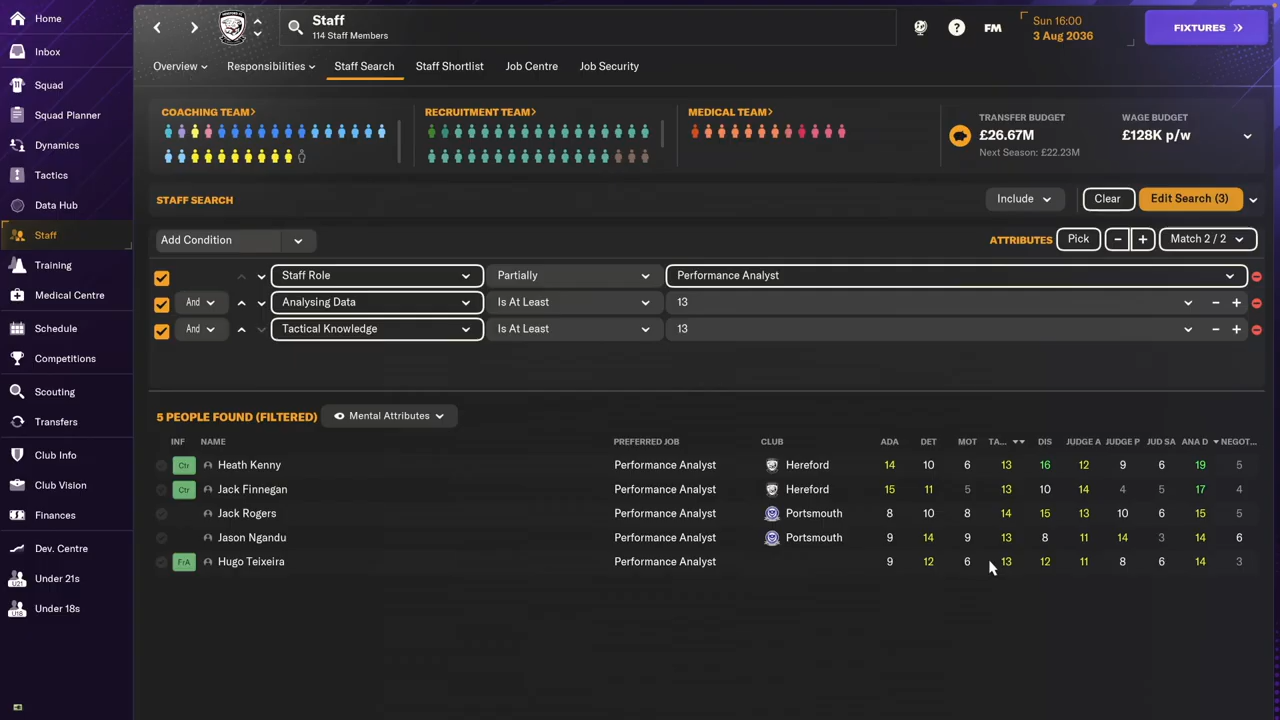 Home
Inbox
Squad
Squad Planner
Dynamics
Tactics
Data Hub
Staff
Training
Medical Centre
Schedule
Competitions
Scouting
Transfers
Club Info
Club Vision
Finances
Dev. Centre
Under 21s
Under 18s
Staff
114 Staff Members
FM
Sun 16:00
3 Aug 2036
FIXTURES
Overview Responsibilities Staff Search Staff Shortlist Job Centre Job Security
COACHING TEAM>
RECRUITMENT TEAM>
MEDICAL TEAM>
TRANSFER BUDGET
£26.67M
Next Season: £22.23M
WAGE BUDGET
£128K p/w
STAFF SEARCH
Include Clear Edit Search (3)
Add Condition
ATTRIBUTES Pick - + Match 2 / 2
Staff Role Partially Performance Analyst
And Analysing Data Is At Least 13 - +
And Tactical Knowledge Is At Least 13 - +
5 PEOPLE FOUND (FILTERED) Mental Attributes
INF NAME PREFERRED JOB CLUB ADA DET MOT TA... DIS JUDGE A JUDGE P JUD SA ANA D NEGOT...
Ctr Heath Kenny Performance Analyst Hereford 14 10 6 13 16 12 9 6 19 5
Ctr Jack Finnegan Performance Analyst Hereford 15 11 5 13 10 14 4 5 17 4
Jack Rogers Performance Analyst Portsmouth 8 10 8 14 15 13 10 6 15 5
Jason Ngandu Performance Analyst Portsmouth 9 14 9 13 8 11 14 3 14 6
FrA Hugo Teixeira Performance Analyst 9 12 6 13 12 11 8 6 14 3